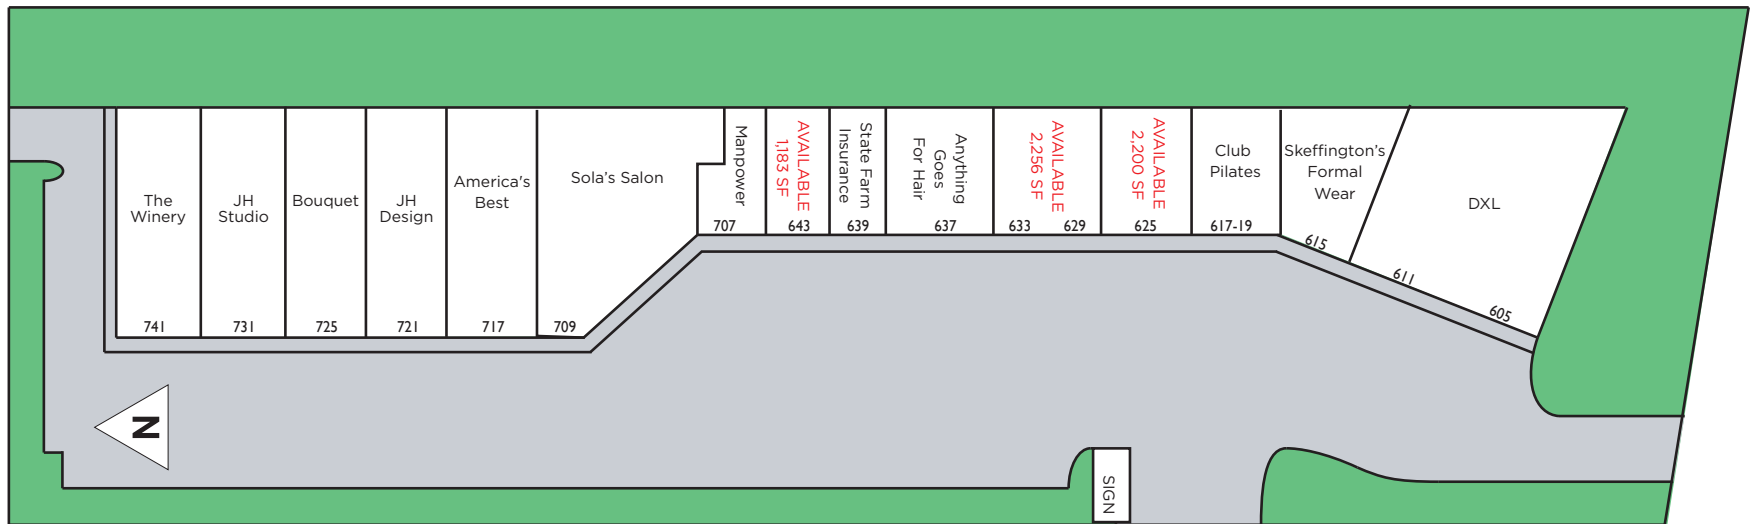 The
Winery
741
JH
Studio
731
Bouquet
725
JH
Design
721
America's
Best
717
Sola's Salon
709
Manpower
707
AVAILABLE
1,183 SF
643
State Farm
Insurance
639
Anything
Goes
For Hair
637
AVAILABLE
2,256 SF
633
629
AVAILABLE
2,200 SF
625
Club
Pilates
617-19
Skeffington's
Formal
Wear
615
DXL
611
605
N
SIGN